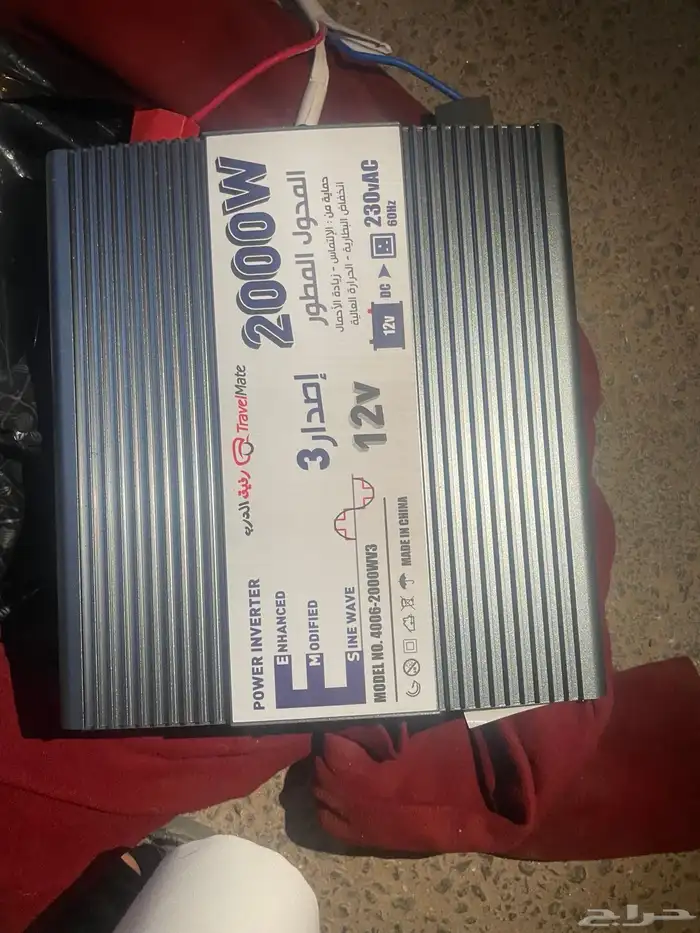 POWER INVERTER
ENHANCED
MODIFIED
SINE WAVE
MODEL NO. 4006-2000WV3
MADE IN CHINA
رفيق الدرب TravelMate
إصدار 3
12v
2000W
المحول المطور
حماية من : الإلتماس - زيادة الأحمال
انخفاض البطارية - الحرارة العالية
12v DC 230vAC
60Hz
حراج